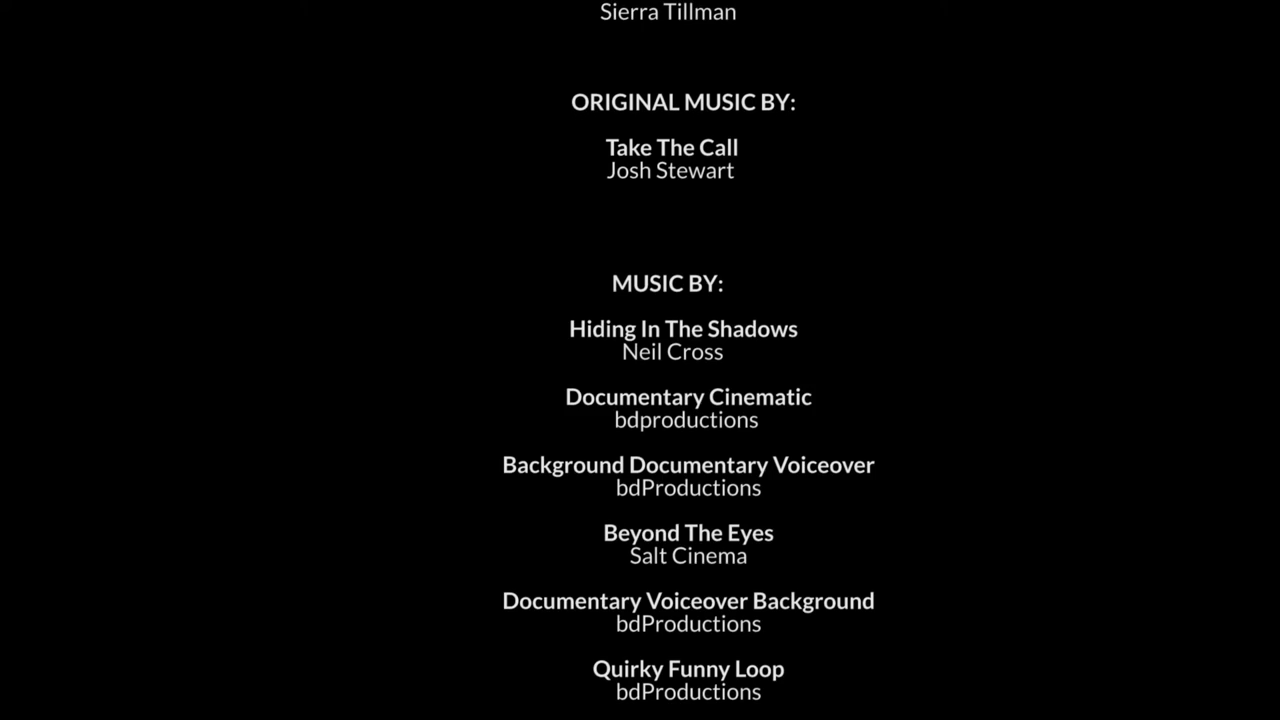 Sierra Tillman
ORIGINAL MUSIC BY:
Take The Call
Josh Stewart
MUSIC BY:
Hiding In The Shadows
Neil Cross
Documentary Cinematic
bdproductions
Background Documentary Voiceover
bdProductions
Beyond The Eyes
Salt Cinema
Documentary Voiceover Background
bdProductions
Quirky Funny Loop
bdProductions